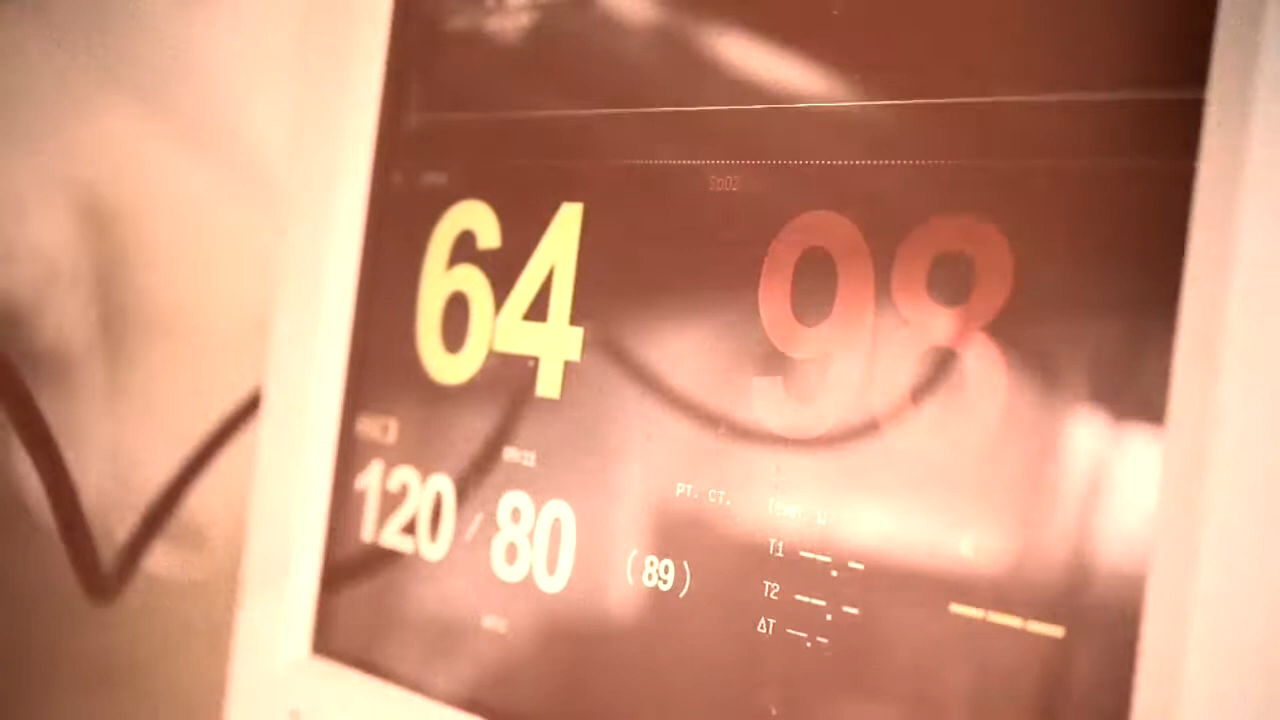 SpO2
64
98
120 / 80
(89)
PT. CT.
T1 --.-
T2 --.-
ΔT --.-